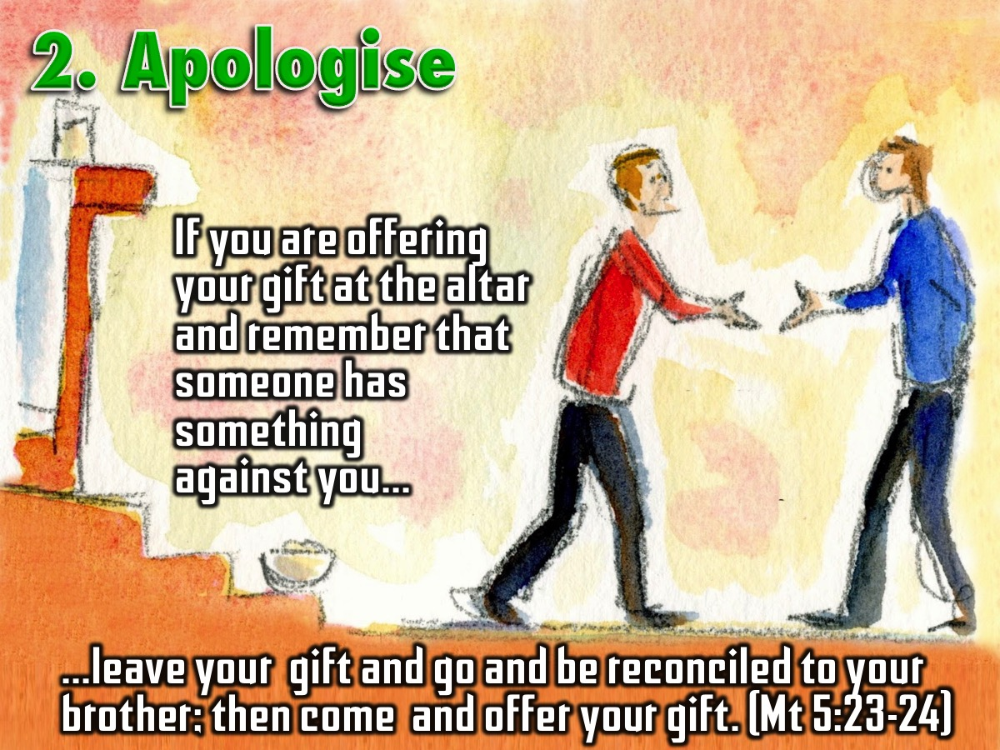 2. Apologise
If you are offering
your gift at the altar
and remember that
someone has
something
against you...
...leave your gift and go and be reconciled to your
brother; then come and offer your gift. (Mt 5:23-24)